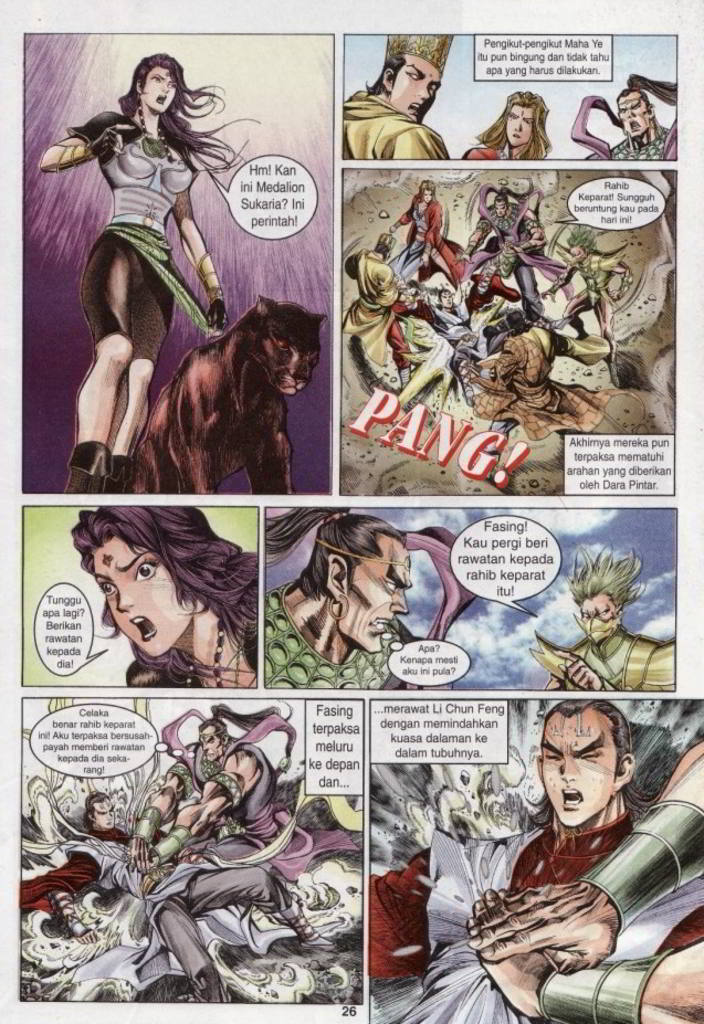 Hm! Kan
ini Medalion
Sukaria? Ini
perintah!
Pengikut-pengikut Maha Ye
itu pun bingung dan tidak tahu
apa yang harus dilakukan.
Rahib
Keparat! Sungguh
beruntung kau pada
hari ini!
PANG!
Akhirnya mereka pun
terpaksa mematuhi
arahan yang diberikan
oleh Dara Pintar.
Tunggu
apa lagi?
Berikan
rawatan
kepada
dia!
Fasing!
Kau pergi beri
rawatan kepada
rahib keparat
itu!
Apa?
Kenapa mesti
aku ini pula?
Celaka
benar rahib keparat
ini! Aku terpaksa bersusah-
payah memberi rawatan
kepada dia seka-
rang!
Fasing
terpaksa
meluru
ke depan
dan...
...merawat Li Chun Feng
dengan memindahkan
kuasa dalaman ke
dalam tubuhnya.
26